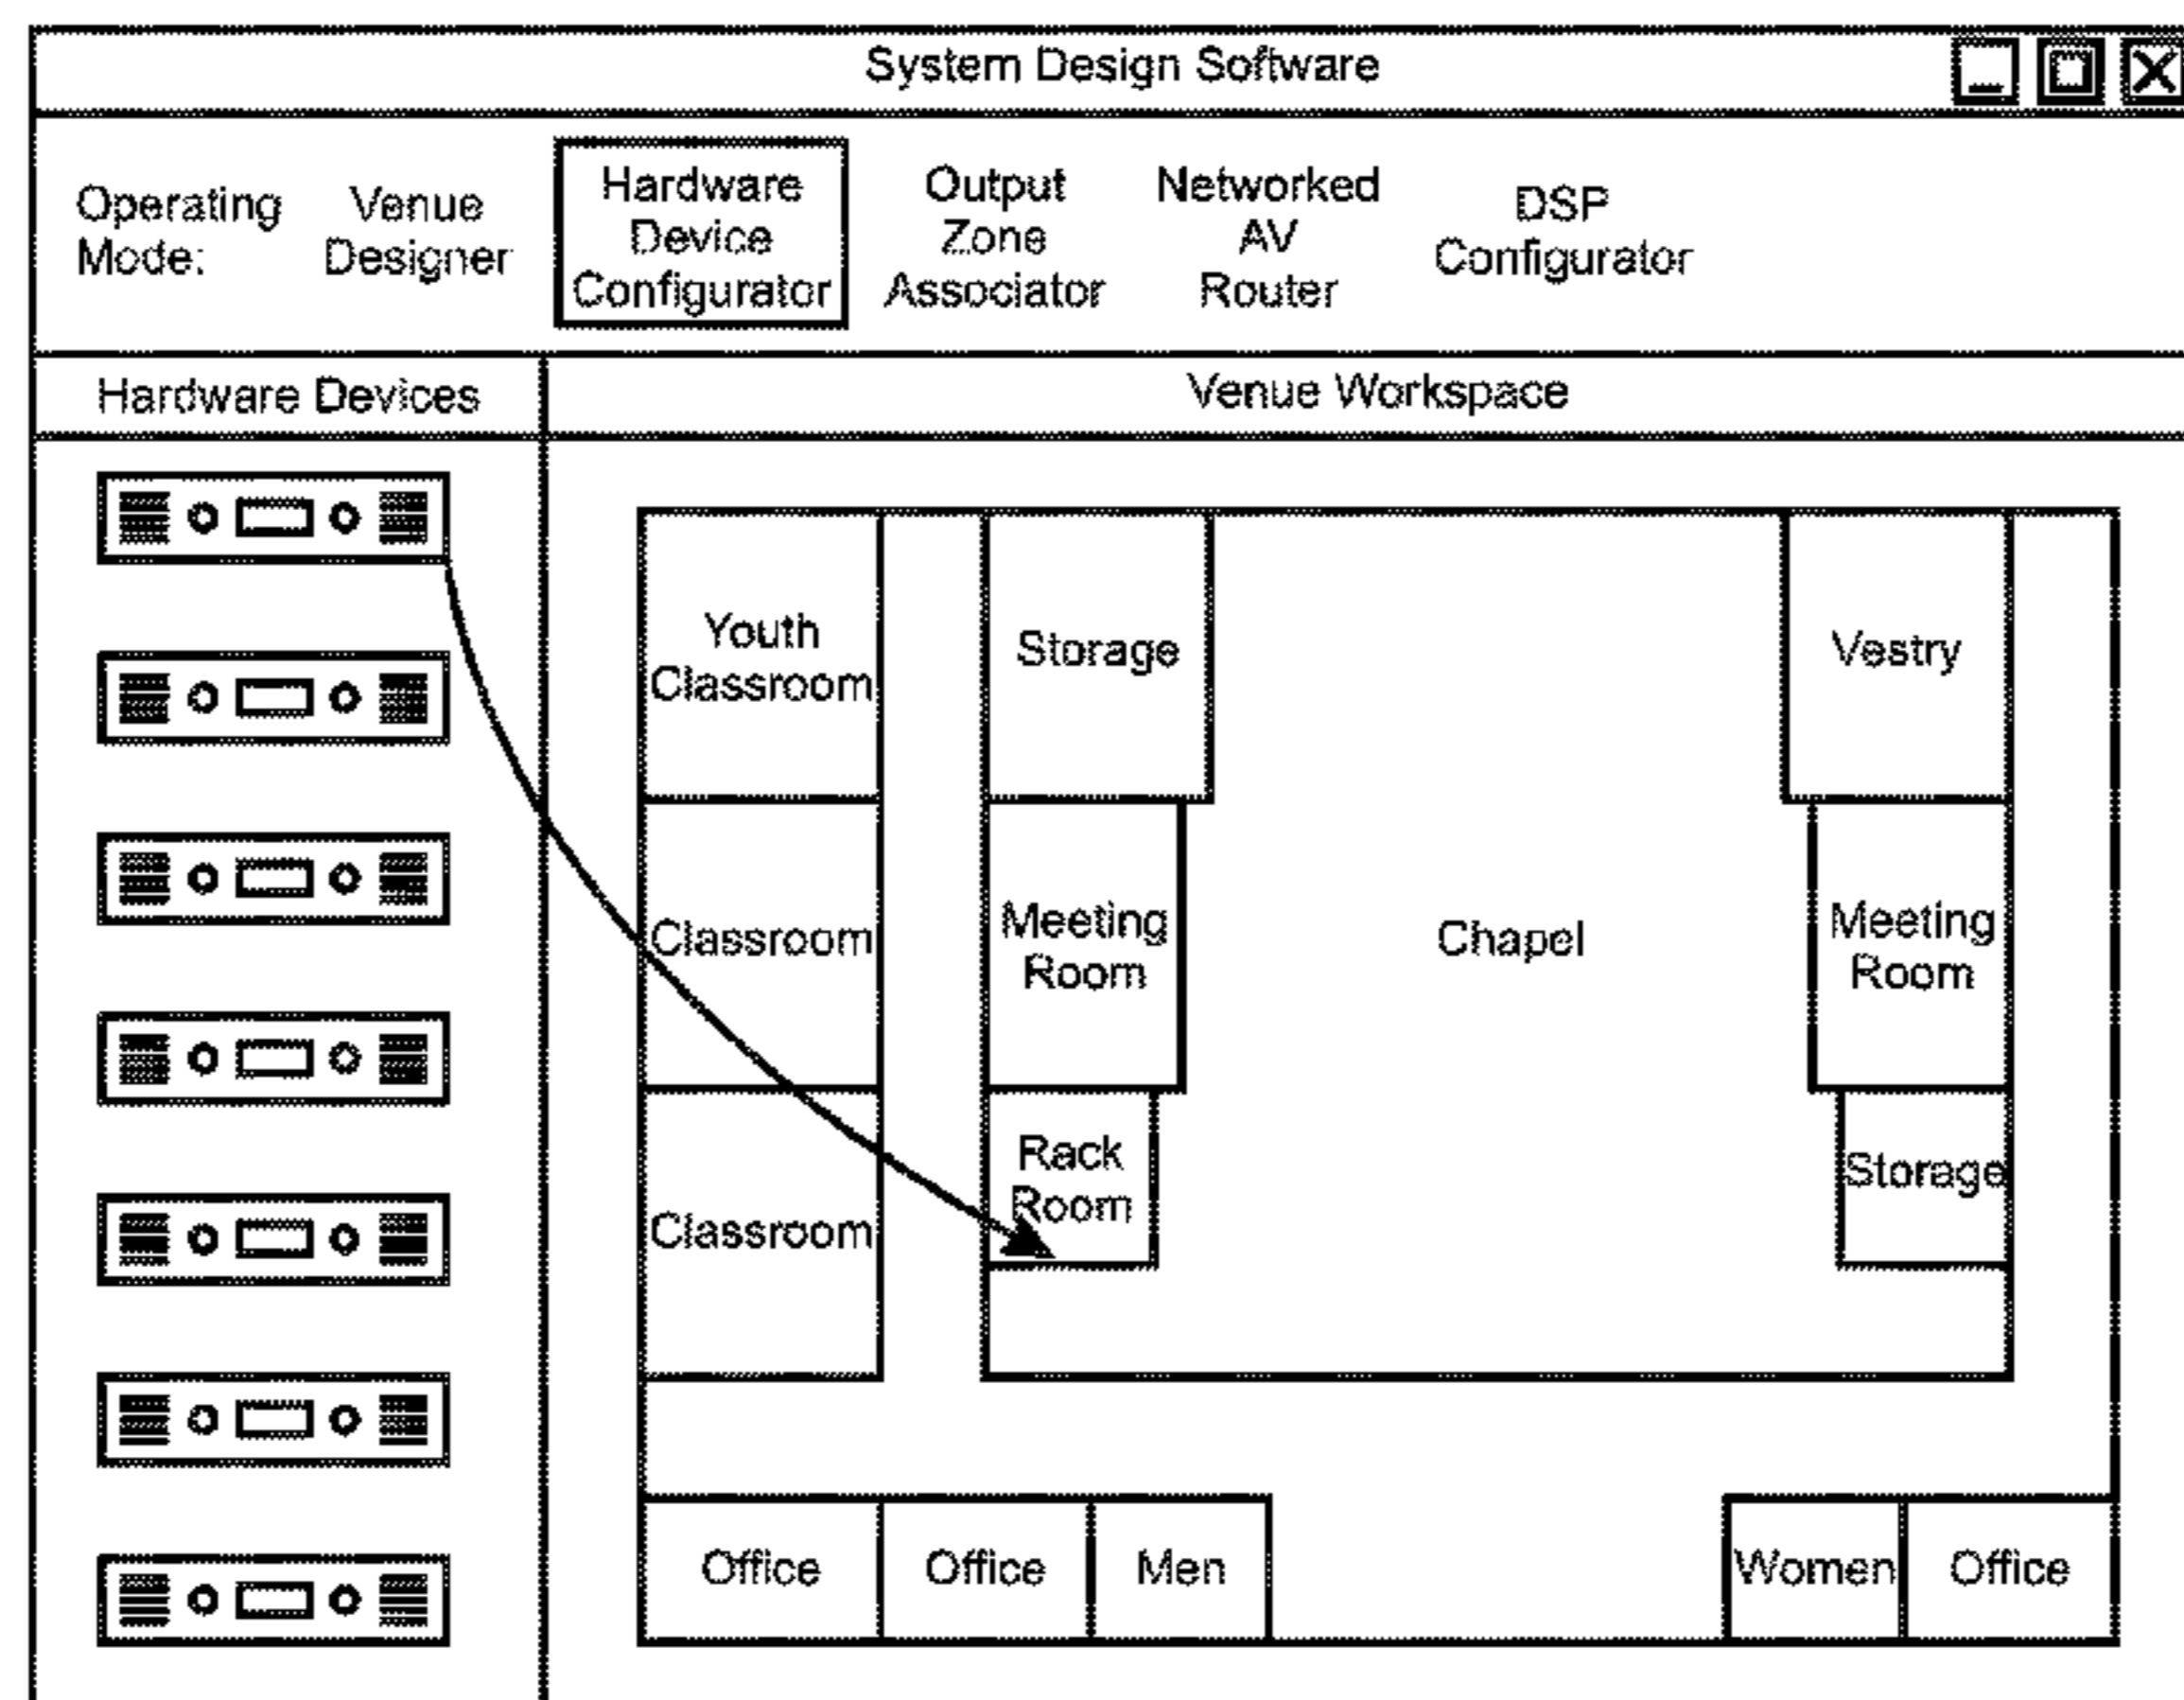 System Design Software
Operating
Mode:
Venue
Designer
Hardware
Device
Configurator
Output
Zone
Associator
Networked
AV
Router
DSP
Configurator
Hardware Devices
Venue Workspace
Youth
Classroom
Storage
Vestry
Classroom
Meeting
Room
Chapel
Meeting
Room
Rack
Room
Storage
Classroom
Office
Office
Men
Women
Office